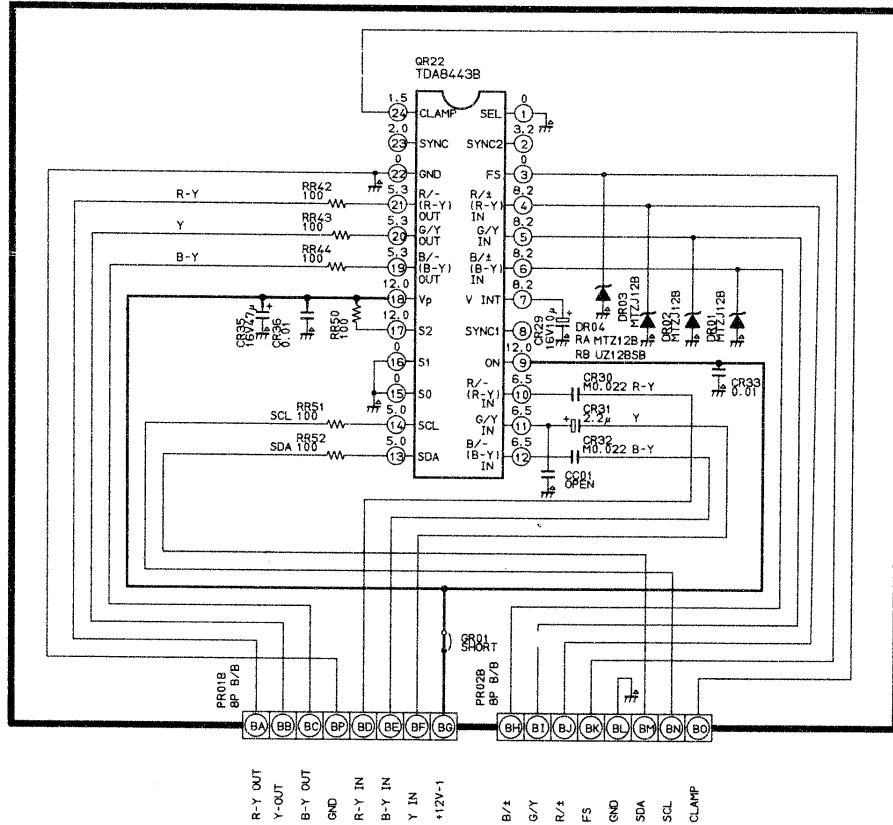 QR22
TDA8443B
1.5
24 CLAMP
SEL 1
0
2.0
23 SYNC
SYNC2 2
3.2
0
22 GND
FS 3
0
5.3
R/-
21 (R-Y)
OUT
R/±
(R-Y) 4
IN
8.2
R-Y
RR42
100
5.3
20 G/Y
OUT
G/Y 5
IN
8.2
Y
RR43
100
5.3
B/-
19 (B-Y)
OUT
B/±
(B-Y) 6
IN
8.2
B-Y
RR44
100
12.0
18 Vp
V INT 7
8.2
12.0
17 S2
SYNC1 8
0
16 S1
ON 9
12.0
0
15 S0
R/-
(R-Y) 10
IN
6.5
5.0
14 SCL
G/Y 11
IN
6.5
SCL
RR51
100
5.0
13 SDA
B/-
(B-Y) 12
IN
6.5
SDA
RR52
100
CR35
16V47µ
+
CR36
0.01
RR50
100
CR29
16V10µ
+
DR04
RA MTZ12B
RB UZ12BSB
DR03
MTZJ12B
DR02
MTZJ12B
DR01
MTZJ12B
CR33
0.01
CR30
M0.022 R-Y
CR31
+ 2.2µ Y
CR32
M0.022 B-Y
CC01
OPEN
GR01
SHORT
PR01B
8P B/B
PR02B
8P B/B
BA BB BC BP BD BE BF BG
BH BI BJ BK BL BM BN BO
R-Y OUT
Y-OUT
B-Y OUT
GND
R-Y IN
B-Y IN
Y IN
+12V-1
B/±
G/Y
R/±
FS
GND
SDA
SCL
CLAMP